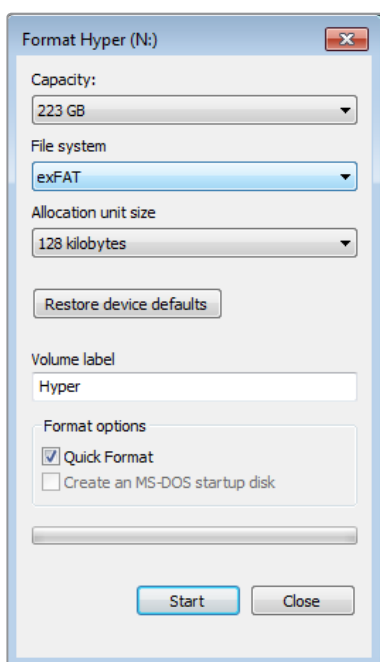 Format Hyper (N:)
Capacity:
223 GB
File system
exFAT
Allocation unit size
128 kilobytes
Restore device defaults
Volume label
Hyper
Format options
Quick Format
Create an MS-DOS startup disk
Start Close